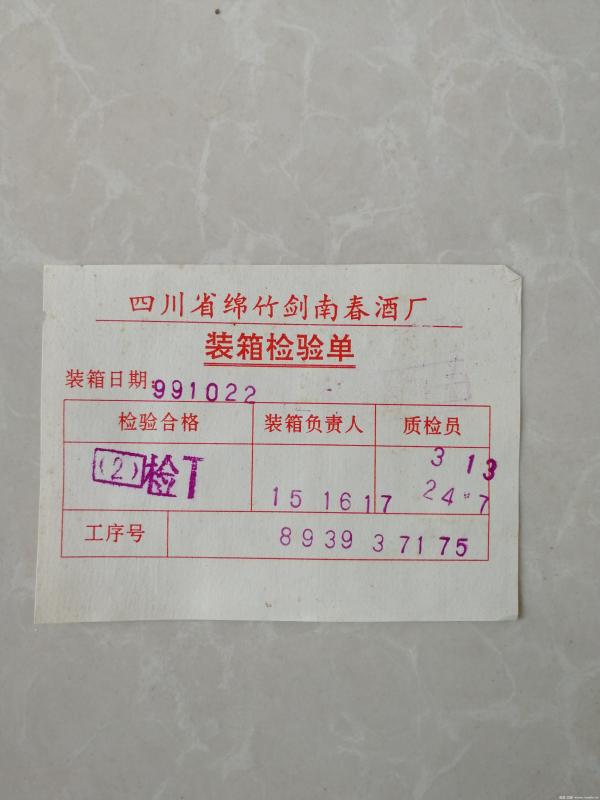 四川省绵竹剑南春酒厂
装箱检验单
装箱日期:991022
检验合格 装箱负责人 质检员
3 13
(2)检T 15 16 17 24 7
工序号 8939 3 71 75